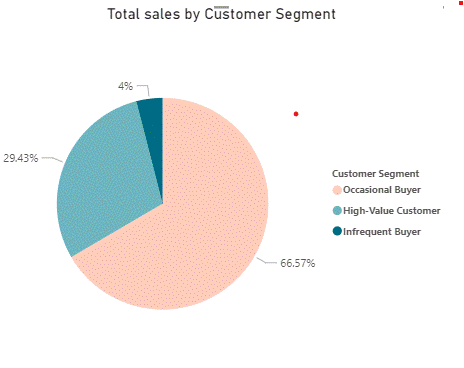 Total sales by Customer Segment
4%
29.43%
66.57%
Customer Segment
Occasional Buyer
High-Value Customer
Infrequent Buyer